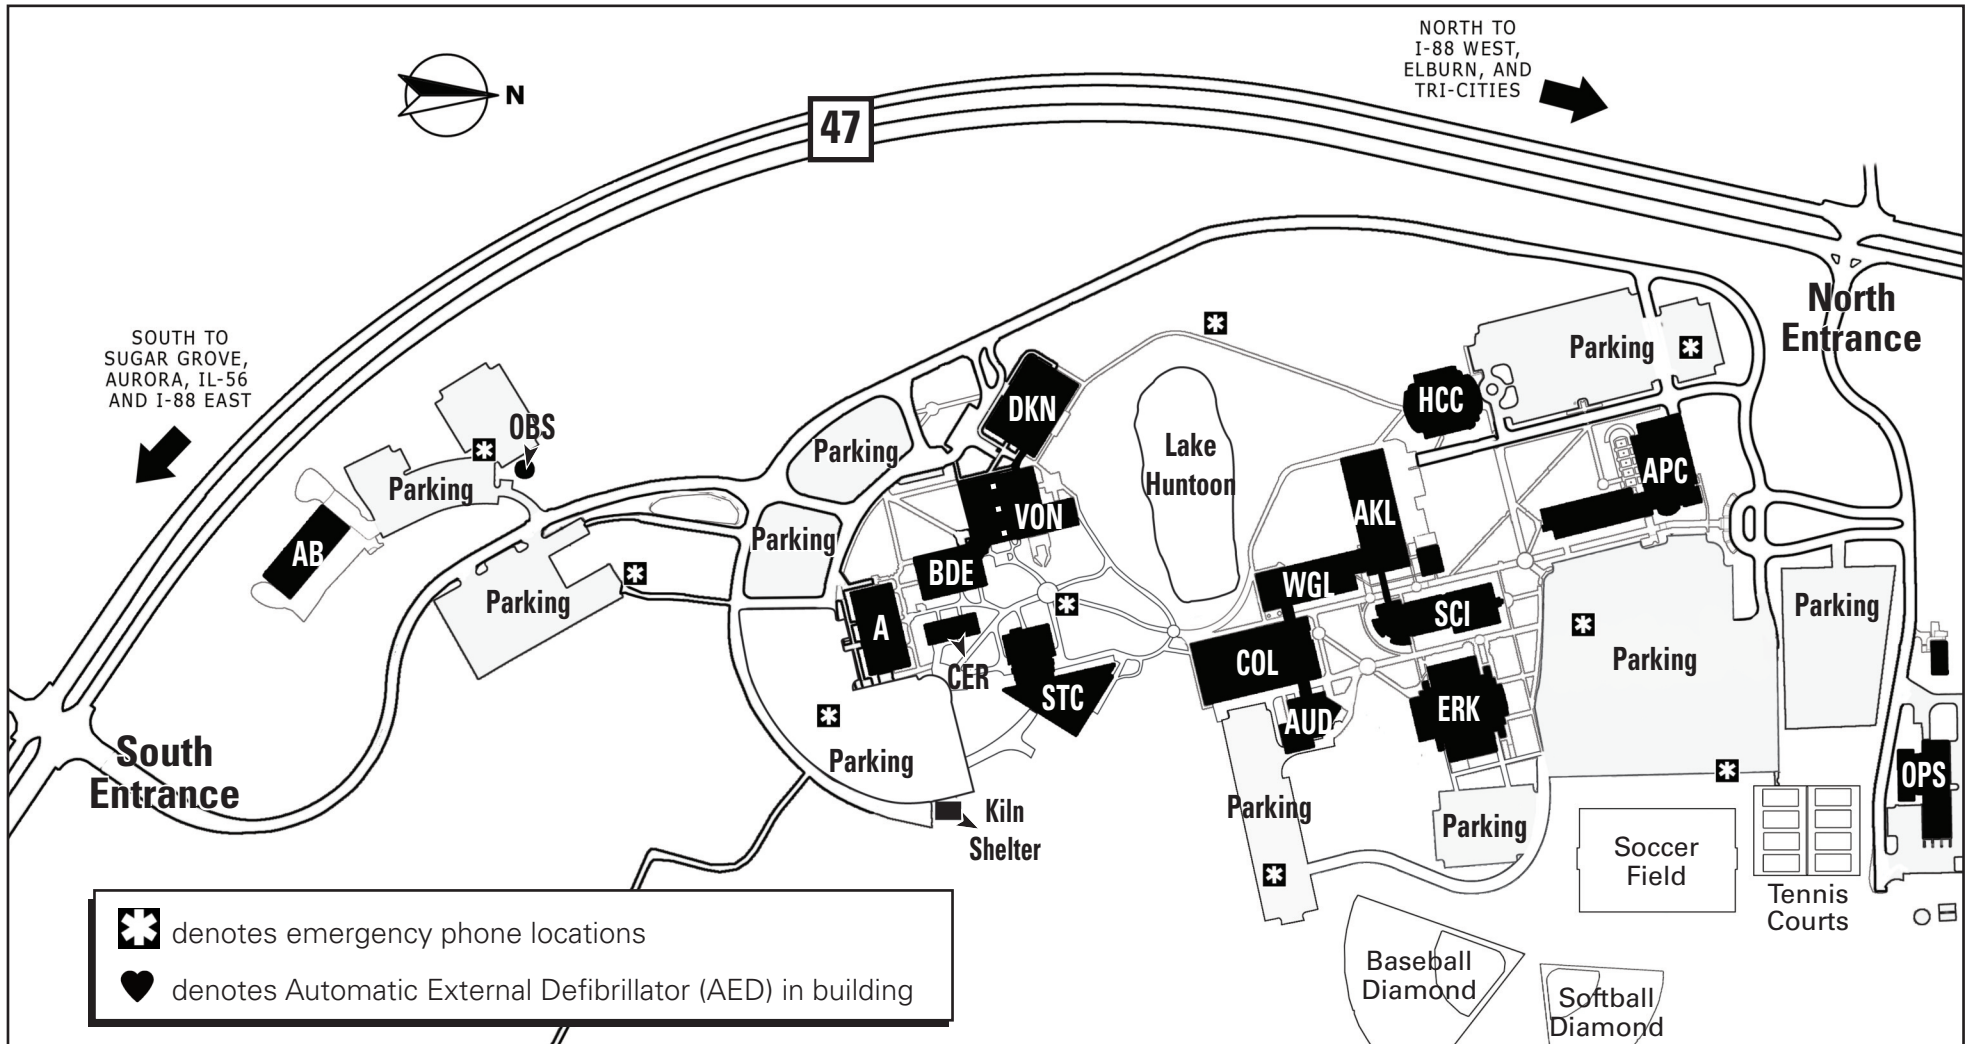 NORTH TO
I-88 WEST,
ELBURN, AND
TRI-CITIES
N
47
North
Entrance
SOUTH TO
SUGAR GROVE,
AURORA, IL-56
AND I-88 EAST
Parking
HCC
DKN
OBS
Parking
Lake
Huntoon
APC
Parking
AKL
VON
Parking
AB
BDE
WGL
Parking
Parking
SCI
A
COL
Parking
CER
STC
ERK
AUD
South
Entrance
Parking
OPS
Parking
Kiln
Shelter
Parking
Soccer
Field
Tennis
Courts
denotes emergency phone locations
Baseball
Diamond
denotes Automatic External Defibrillator (AED) in building
Softball
Diamond